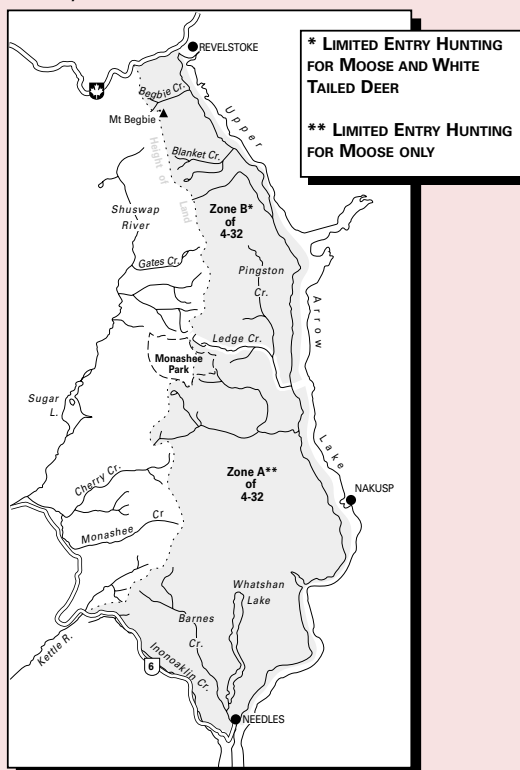 REVELSTOKE
* LIMITED ENTRY HUNTING
FOR MOOSE AND WHITE
TAILED DEER
** LIMITED ENTRY HUNTING
FOR MOOSE ONLY
Begbie Cr.
Mt Begbie
Upper
Blanket Cr.
Height of
Land
Zone B*
of
4-32
Shuswap
River
Gates Cr.
Pingston
Cr.
Arrow
Ledge Cr.
Monashee
Park
Sugar
L.
Lake
Zone A**
of
4-32
Cherry Cr.
NAKUSP
Monashee Cr
Whatshan
Lake
Barnes
Cr.
Kettle R.
6
Inonoaklin Cr.
NEEDLES